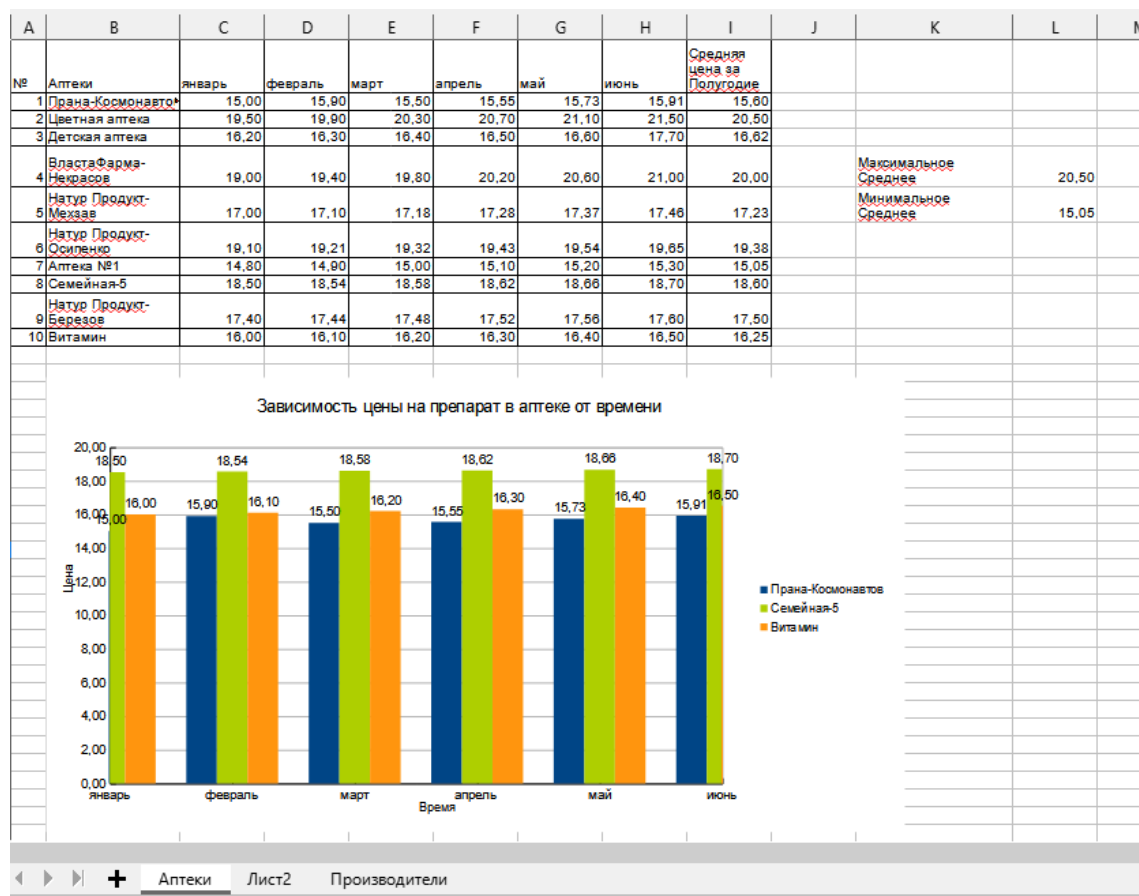 A B C D E F G H I J K L
Средняя
цена за
№ Аптеки январь февраль март апрель май июнь Полугодие
1 Прана-Космонавто 15,00 15,90 15,50 15,55 15,73 15,91 15,60
2 Цветная аптека 19,50 19,90 20,30 20,70 21,10 21,50 20,50
3 Детская аптека 16,20 16,30 16,40 16,50 16,60 17,70 16,62
ВластаФарма- Максимальное
4 Некрасов 19,00 19,40 19,80 20,20 20,60 21,00 20,00 Среднее 20,50
Натур Продукт- Минимальное
5 Мехзав 17,00 17,10 17,18 17,28 17,37 17,46 17,23 Среднее 15,05
Натур Продукт-
6 Осипенко 19,10 19,21 19,32 19,43 19,54 19,65 19,38
7 Аптека №1 14,80 14,90 15,00 15,10 15,20 15,30 15,05
8 Семейная-5 18,50 18,54 18,58 18,62 18,66 18,70 18,60
Натур Продукт-
9 Березов 17,40 17,44 17,48 17,52 17,56 17,60 17,50
10 Витамин 16,00 16,10 16,20 16,30 16,40 16,50 16,25
Зависимость цены на препарат в аптеке от времени
20,00
18,50 18,54 18,58 18,62 18,66 18,70
18,00
16,00 15,90 16,10 15,50 16,20 15,55 16,30 15,73 16,40 15,91 16,50
16,00 15,00
14,00
Цена
12,00
10,00
8,00
6,00
4,00
2,00
0,00
Прана-Космонавтов
Семейная-5
Витамин
январь февраль март апрель май июнь
Время
Аптеки Лист2 Производители